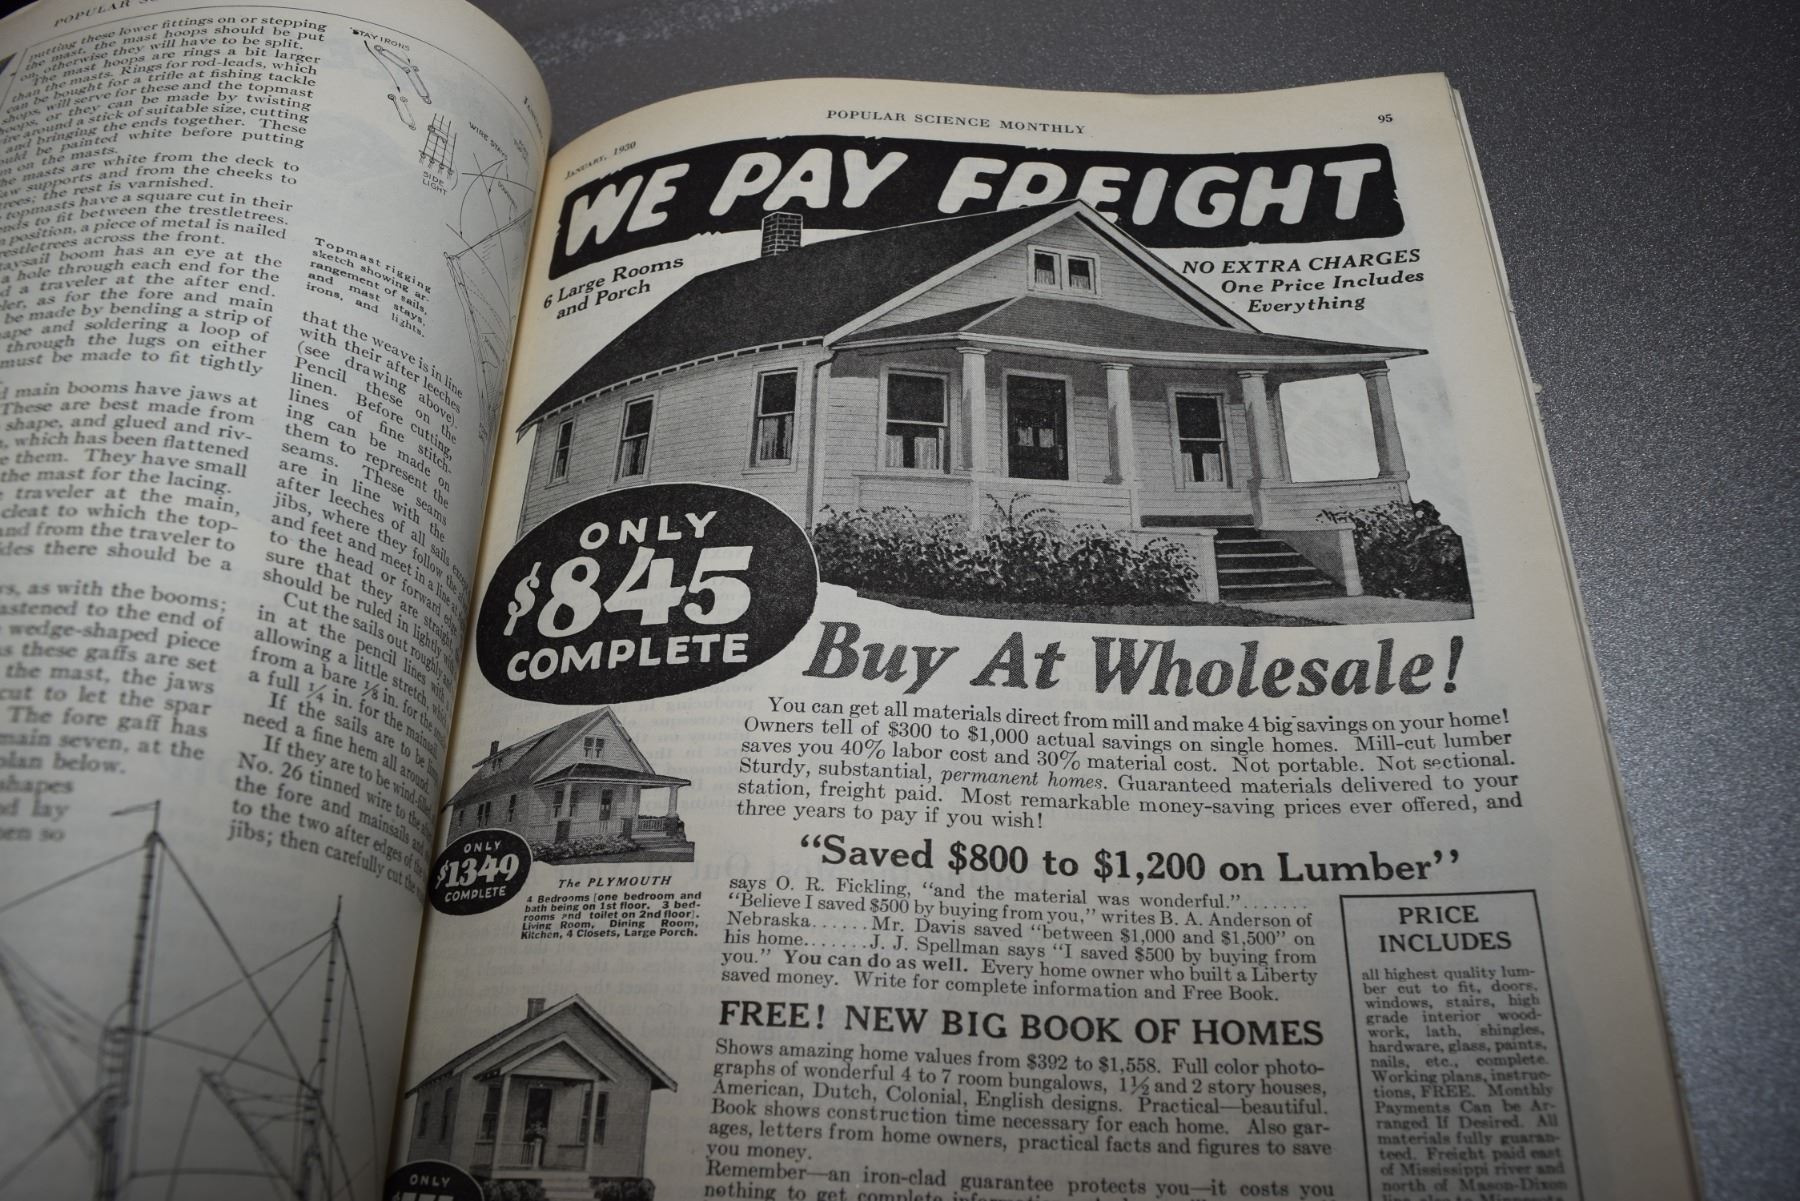 POPULAR SC
putting these lower fittings on or stepping
the mast, the mast hoops should be put
on, otherwise they will have to be split.
The mast hoops are rings a bit larger
than the masts. Rings for rod-leads, which
can be bought for a trifle at fishing tackle
shops, will serve for these and the topmast
hoops, or they can be made by twisting
wire around a stick of suitable size, cutting
and bringing the ends together. These
should be painted white before putting
on the masts.
masts are white from the deck to
supports and from the cheeks to
trees; the rest is varnished.
topmasts have a square cut in their
ends to fit between the trestletrees.
position, a piece of metal is nailed
trestletrees across the front.
staysail boom has an eye at the
a hole through each end for the
a traveler at the after end.
as for the fore and main
be made by bending a strip of
shape and soldering a loop of
through the lugs on either
must be made to fit tightly
main booms have jaws at
These are best made from
shape, and glued and riv-
which has been flattened
them. They have small
the mast for the lacing.
traveler at the main,
cleat to which the top-
and from the traveler to
there should be a
as with the booms;
fastened to the end of
wedge-shaped piece
As these gaffs are set
the mast, the jaws
cut to let the spar
The fore gaff has
main seven, at the
plan below.
shapes
lay
so
STAY IRONS
WIRE STAYS
SIDE
LIGHT
Topmast rigging
sketch showing ar-
rangement of sails,
and mast stays,
irons, and lights.
that the weave is in line
with their after leeches
(see drawing above).
Pencil these on the
linen. Before cutting,
lines of fine stitch-
ing can be made on
them to represent the
seams. These seams
are in line with the
after leeches of all sails except
jibs, where they follow the
and feet and meet in a line at
to the head or forward edge.
sure that they are straight,
should be ruled in lightly with
Cut the sails out roughly and
in at the pencil lines with a
allowing a little stretch, which
from a bare ⅛ in. for the
a full ¼ in. for the mainsail
If the sails are to be
need a fine hem all around.
If they are to be wind-filled,
No. 26 tinned wire to the after
the fore and mainsails and
to the two after edges of the
jibs; then carefully cut the
January, 1930
POPULAR SCIENCE MONTHLY
95
WE PAY FREIGHT
6 Large Rooms
and Porch
NO EXTRA CHARGES
One Price Includes
Everything
ONLY
$845
COMPLETE
Buy At Wholesale!
You can get all materials direct from mill and make 4 big savings on your home!
Owners tell of $300 to $1,000 actual savings on single homes. Mill-cut lumber
saves you 40% labor cost and 30% material cost. Not portable. Not sectional.
Sturdy, substantial, permanent homes. Guaranteed materials delivered to your
station, freight paid. Most remarkable money-saving prices ever offered, and
three years to pay if you wish!
ONLY
$1349
COMPLETE
The PLYMOUTH
4 Bedrooms [one bedroom and
bath being on 1st floor. 3 bed-
rooms and toilet on 2nd floor].
Living Room, Dining Room,
Kitchen, 4 Closets, Large Porch.
"Saved $800 to $1,200 on Lumber"
says O. R. Fickling, "and the material was wonderful."........
"Believe I saved $500 by buying from you," writes B. A. Anderson of
Nebraska......Mr. Davis saved "between $1,000 and $1,500" on
his home.......J. J. Spellman says "I saved $500 by buying from
you." You can do as well. Every home owner who built a Liberty
saved money. Write for complete information and Free Book.
FREE! NEW BIG BOOK OF HOMES
Shows amazing home values from $392 to $1,558. Full color photo-
graphs of wonderful 4 to 7 room bungalows, 1½ and 2 story houses,
American, Dutch, Colonial, English designs. Practical—beautiful.
Book shows construction time necessary for each home. Also gar-
ages, letters from home owners, practical facts and figures to save
you money.
Remember—an iron-clad guarantee protects you—it costs you
nothing to get complete
PRICE
INCLUDES
all highest quality lum-
ber cut to fit, doors,
windows, stairs, high
grade interior wood-
work, lath, shingles,
hardware, glass, paints,
nails, etc., complete.
Working plans, instruc-
tions, FREE. Monthly
Payments Can be Ar-
ranged If Desired. All
materials fully guaran-
teed. Freight paid east
of Mississippi river and
north of Mason-Dixon
ONLY